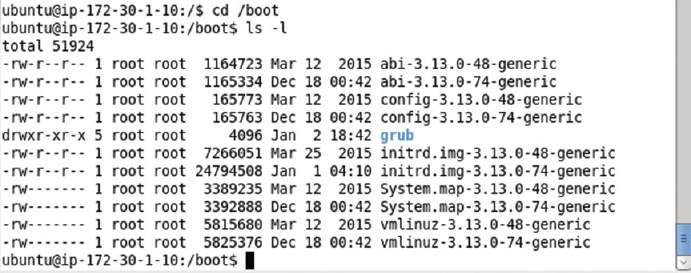 ubuntu@ip-172-30-1-10:/$ cd /boot
ubuntu@ip-172-30-1-10:/boot$ ls -l
total 51924
-rw-r--r-- 1 root root  1164723 Mar 12  2015 abi-3.13.0-48-generic
-rw-r--r-- 1 root root  1165334 Dec 18 00:42 abi-3.13.0-74-generic
-rw-r--r-- 1 root root   165773 Mar 12  2015 config-3.13.0-48-generic
-rw-r--r-- 1 root root   165763 Dec 18 00:42 config-3.13.0-74-generic
drwxr-xr-x 5 root root     4096 Jan  2 18:42 grub
-rw-r--r-- 1 root root  7266051 Mar 25  2015 initrd.img-3.13.0-48-generic
-rw-r--r-- 1 root root 24794508 Jan  1 04:10 initrd.img-3.13.0-74-generic
-rw------- 1 root root  3389235 Mar 12  2015 System.map-3.13.0-48-generic
-rw------- 1 root root  3392888 Dec 18 00:42 System.map-3.13.0-74-generic
-rw------- 1 root root  5815680 Mar 12  2015 vmlinuz-3.13.0-48-generic
-rw------- 1 root root  5825376 Dec 18 00:42 vmlinuz-3.13.0-74-generic
ubuntu@ip-172-30-1-10:/boot$